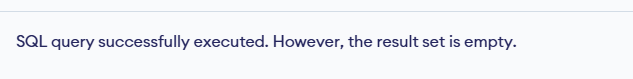 SQL query successfully executed. However, the result set is empty.